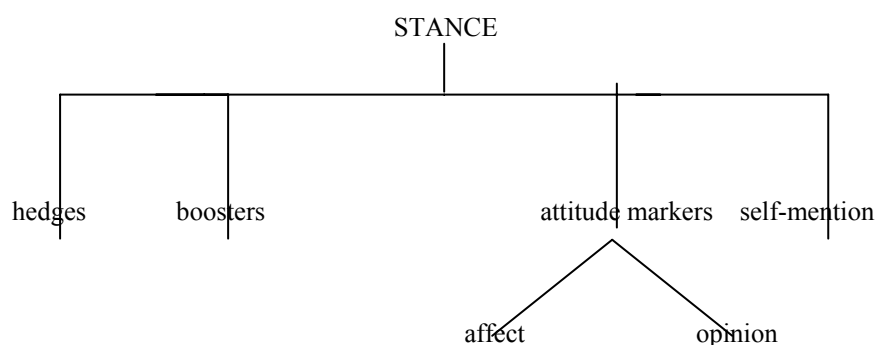 STANCE
hedges boosters attitude markers self-mention
affect opinion